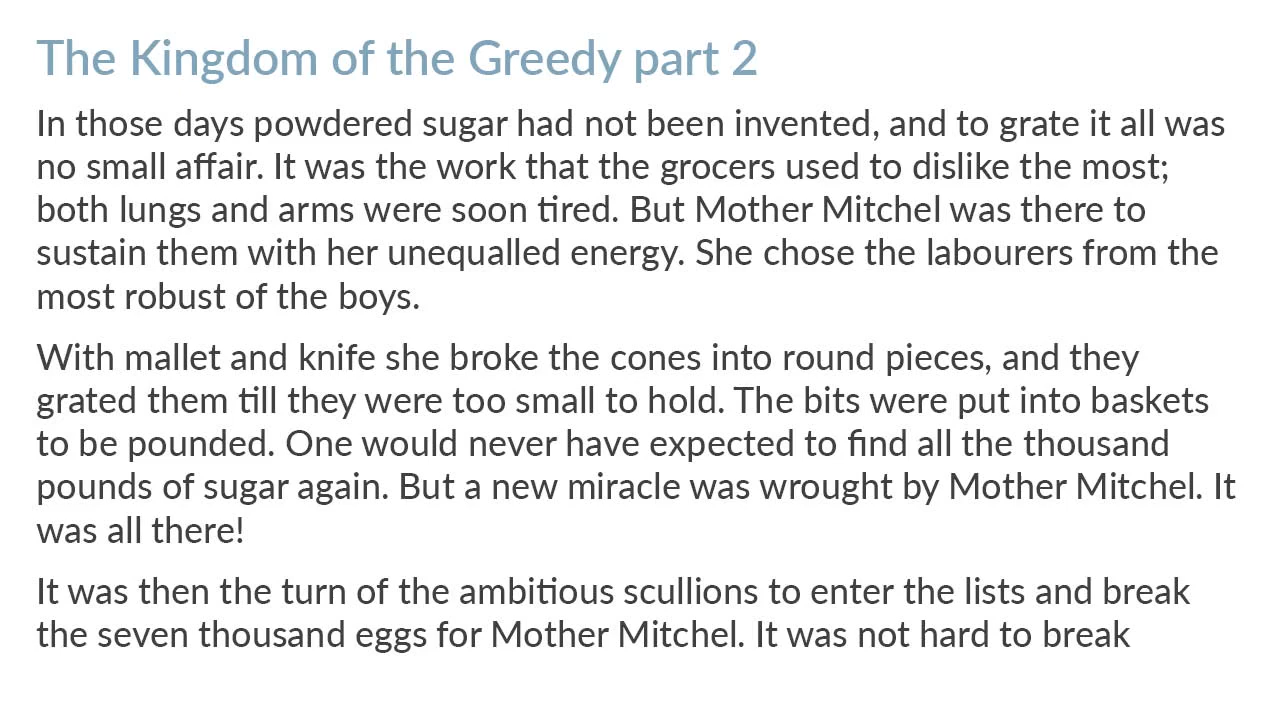 The Kingdom of the Greedy part 2
In those days powdered sugar had not been invented, and to grate it all was
no small affair. It was the work that the grocers used to dislike the most;
both lungs and arms were soon tired. But Mother Mitchel was there to
sustain them with her unequalled energy. She chose the labourers from the
most robust of the boys.
With mallet and knife she broke the cones into round pieces, and they
grated them till they were too small to hold. The bits were put into baskets
to be pounded. One would never have expected to find all the thousand
pounds of sugar again. But a new miracle was wrought by Mother Mitchel. It
was all there!
It was then the turn of the ambitious scullions to enter the lists and break
the seven thousand eggs for Mother Mitchel. It was not hard to break